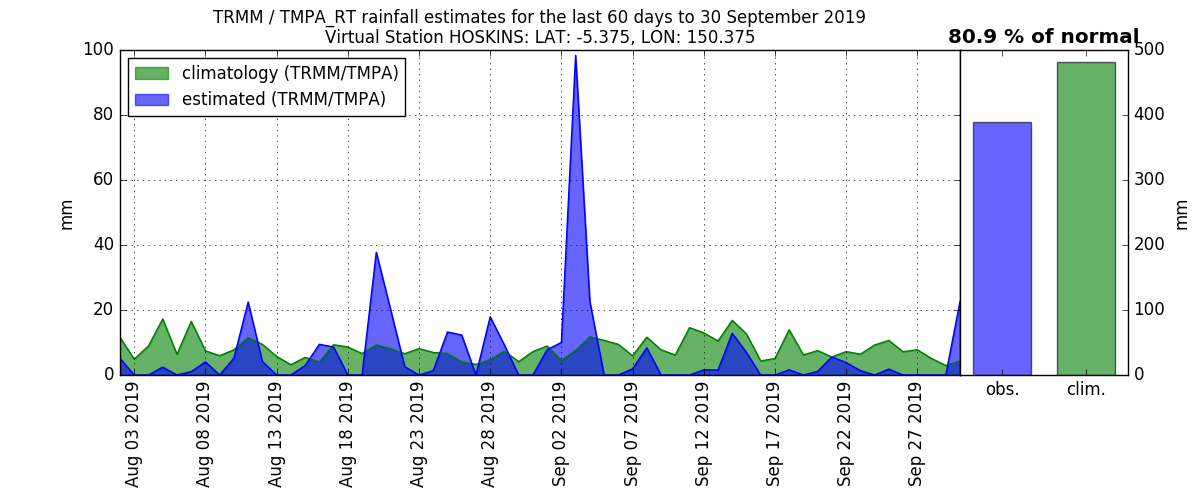 TRMM / TMPA_RT rainfall estimates for the last 60 days to 30 September 2019
Virtual Station HOSKINS: LAT: -5.375, LON: 150.375
80.9 % of normal
climatology (TRMM/TMPA)
estimated (TRMM/TMPA)
100
80
60
40
20
0
mm
500
400
300
200
100
0
mm
Aug 03 2019
Aug 08 2019
Aug 13 2019
Aug 18 2019
Aug 23 2019
Aug 28 2019
Sep 02 2019
Sep 07 2019
Sep 12 2019
Sep 17 2019
Sep 22 2019
Sep 27 2019
obs.
clim.